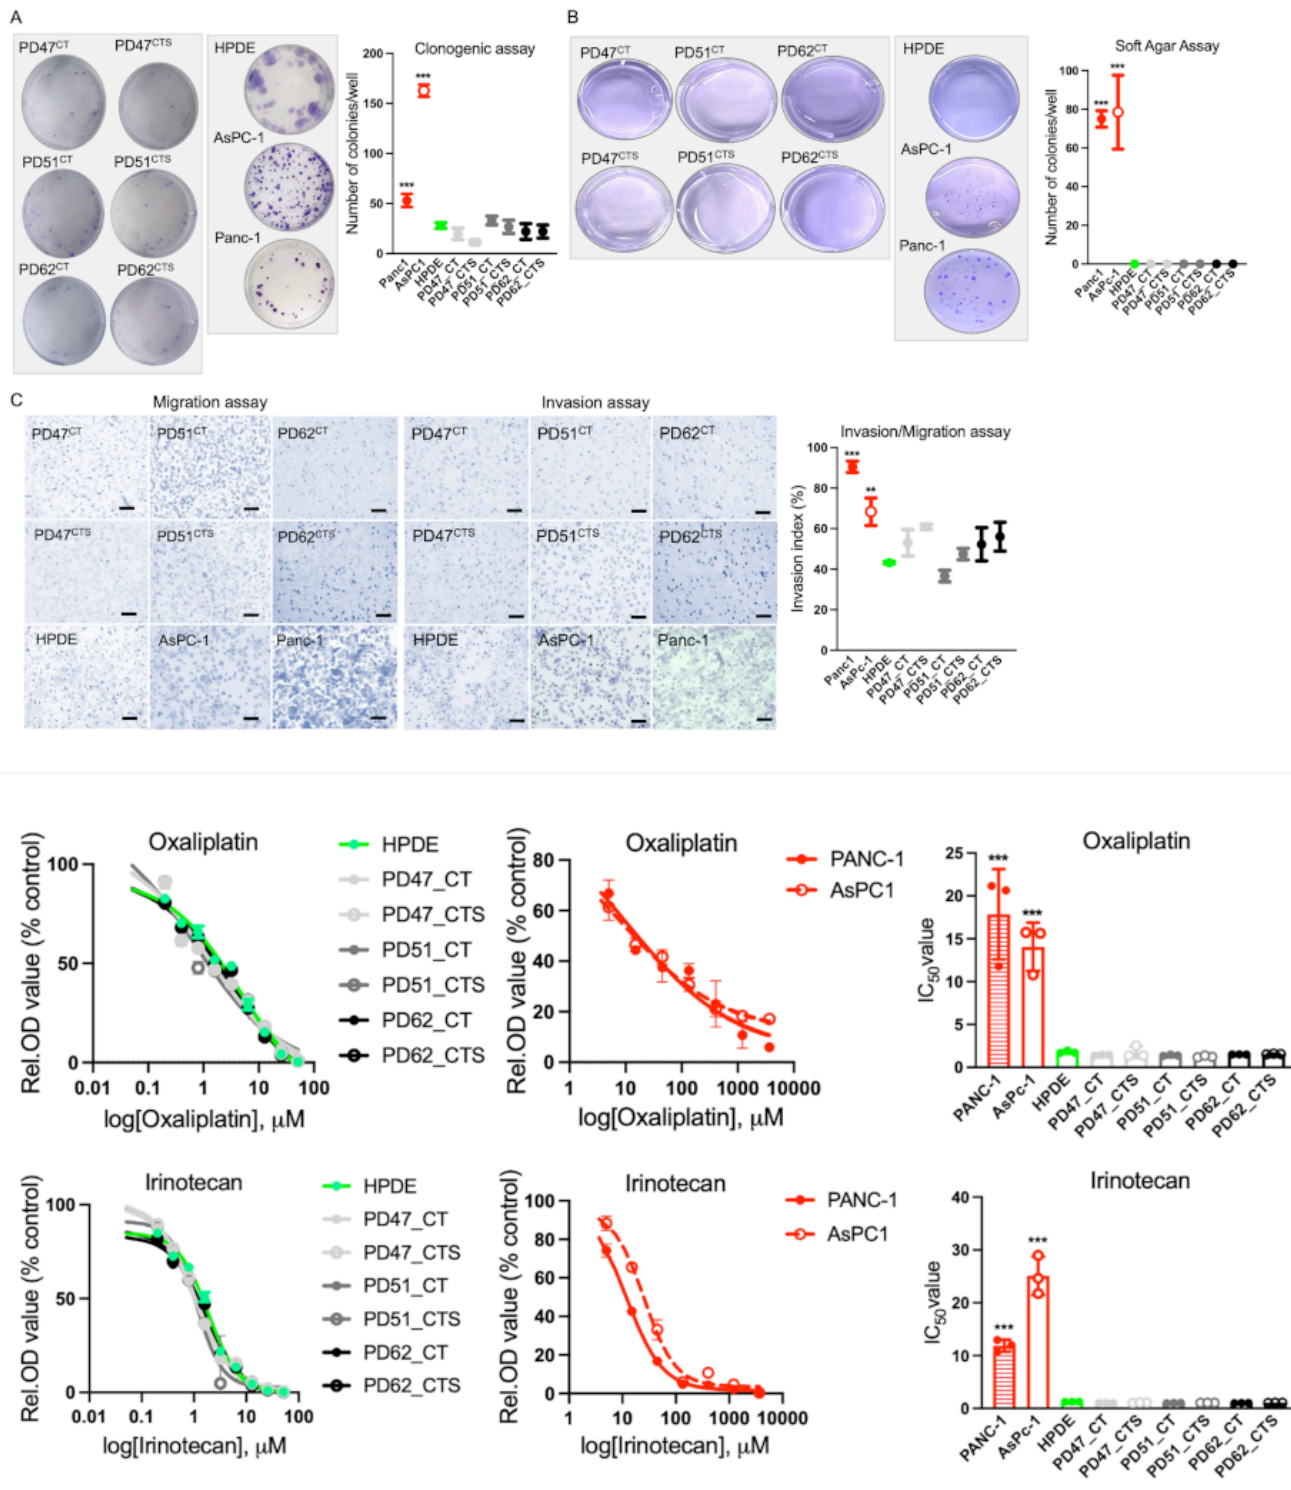 A
PD47CT
PD47CTS
PD51CT
PD51CTS
PD62CT
PD62CTS
HPDE
AsPC-1
Panc-1
Clonogenic assay
Number of colonies/well
200
150
100
50
0
***
***
Panc1
AsPC1
HPDE
PD47_CT
PD47_CTS
PD51_CT
PD51_CTS
PD62_CT
PD62_CTS
B
PD47CT
PD51CT
PD62CT
PD47CTS
PD51CTS
PD62CTS
HPDE
AsPC-1
Panc-1
Soft Agar Assay
Number of colonies/well
100
80
60
40
20
0
***
***
Panc1
AsPc-1
HPDE
PD47_CT
PD47_CTS
PD51_CT
PD51_CTS
PD62_CT
PD62_CTS
C
Migration assay
Invasion assay
PD47CT
PD51CT
PD62CT
PD47CT
PD51CT
PD62CT
PD47CTS
PD51CTS
PD62CTS
PD47CTS
PD51CTS
PD62CTS
HPDE
AsPC-1
Panc-1
HPDE
AsPC-1
Panc-1
Invasion/Migration assay
Invasion index (%)
100
80
60
40
20
0
***
**
Panc1
AsPc-1
HPDE
PD47_CT
PD47_CTS
PD51_CT
PD51_CTS
PD62_CT
PD62_CTS
Oxaliplatin
Rel.OD value (% control)
100
50
0
0.01 0.1 1 10 100
log[Oxaliplatin], μM
HPDE
PD47_CT
PD47_CTS
PD51_CT
PD51_CTS
PD62_CT
PD62_CTS
Oxaliplatin
Rel.OD value (% control)
80
60
40
20
0
1 10 100 1000 10000
log[Oxaliplatin], μM
PANC-1
AsPC1
Oxaliplatin
IC50value
25
20
15
10
5
0
***
***
PANC-1
AsPc-1
HPDE
PD47_CT
PD47_CTS
PD51_CT
PD51_CTS
PD62_CT
PD62_CTS
Irinotecan
Rel.OD value (% control)
100
50
0
0.01 0.1 1 10 100
log[Irinotecan], μM
HPDE
PD47_CT
PD47_CTS
PD51_CT
PD51_CTS
PD62_CT
PD62_CTS
Irinotecan
Rel.OD value (% control)
100
80
60
40
20
0
1 10 100 1000 10000
log[Irinotecan], μM
PANC-1
AsPC1
Irinotecan
IC50value
40
30
20
10
0
***
***
PANC-1
AsPc-1
HPDE
PD47_CT
PD47_CTS
PD51_CT
PD51_CTS
PD62_CT
PD62_CTS